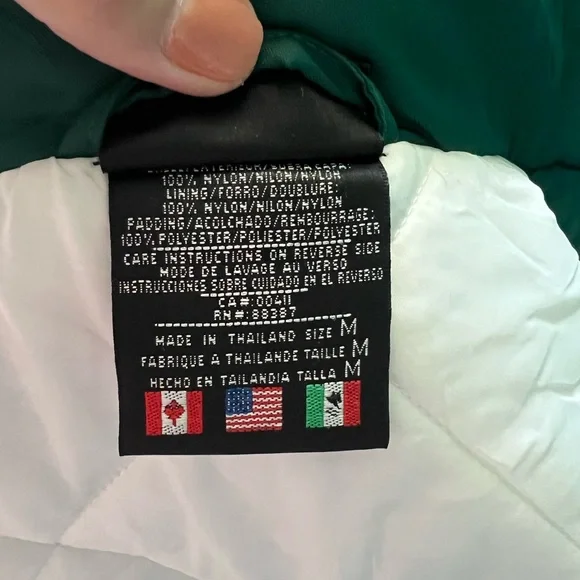 100% NYLON/NILON/NYLON
LINING/FORRO/DOUBLURE:
100% NYLON/NILON/NYLON
PADDING/ACOLCHADO/REMBOURRAGE:
100% POLYESTER/POLIESTER/POLYESTER
CARE INSTRUCTIONS ON REVERSE SIDE
MODE DE LAVAGE AU VERSO
INSTRUCCIONES SOBRE CUIDADO EN EL REVERSO
CA#:00411
RN#:88387
MADE IN THAILAND SIZE M
FABRIQUE A THAILANDE TAILLE M
HECHO EN TAILANDIA TALLA M